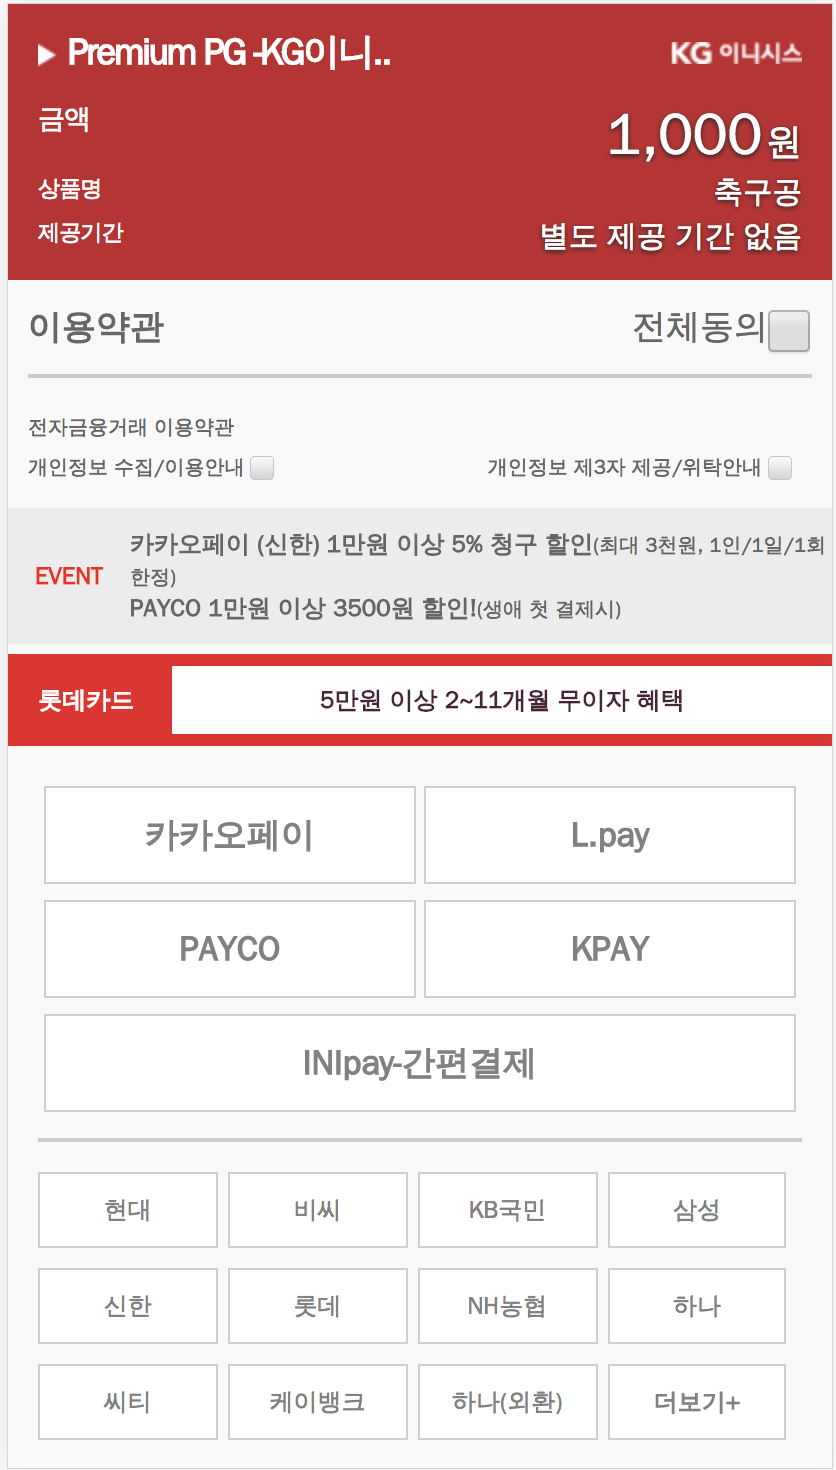 Premium PG -KG이니..
KG 이니시스
금액
1,000원
상품명
축구공
제공기간
별도 제공 기간 없음
이용약관
전체동의
전자금융거래 이용약관
개인정보 수집/이용안내
개인정보 제3자 제공/위탁안내
EVENT
카카오페이 (신한) 1만원 이상 5% 청구 할인(최대 3천원, 1인/1일/1회
한정)
PAYCO 1만원 이상 3500원 할인!(생애 첫 결제시)
롯데카드
5만원 이상 2~11개월 무이자 혜택
카카오페이
L.pay
PAYCO
KPAY
INIpay-간편결제
현대
비씨
KB국민
삼성
신한
롯데
NH농협
하나
씨티
케이뱅크
하나(외환)
더보기+